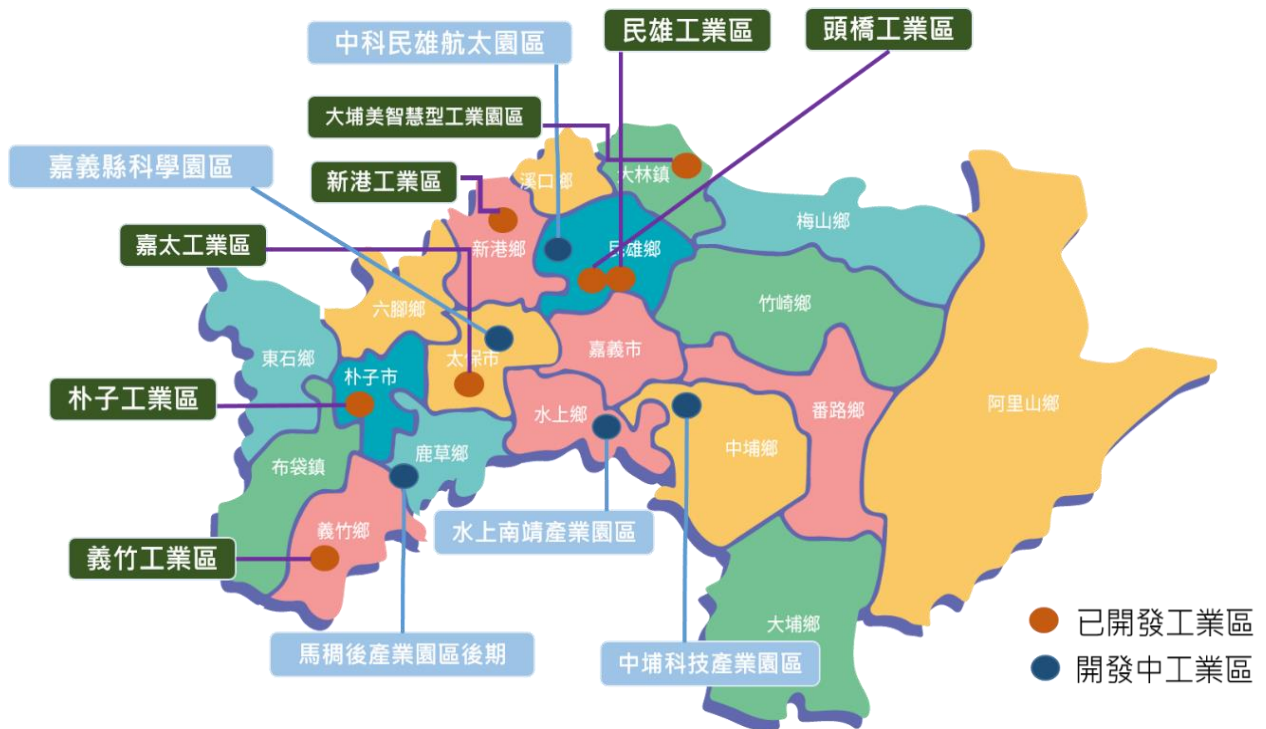 民雄工業區
頭橋工業區
中科民雄航太園區
大埔美智慧型工業園區
嘉義縣科學園區
新港工業區
嘉太工業區
朴子工業區
義竹工業區
溪口鄉
大林鎮
梅山鄉
新港鄉
民雄鄉
竹崎鄉
六腳鄉
東石鄉
太保市
嘉義市
朴子市
水上鄉
番路鄉
阿里山鄉
中埔鄉
鹿草鄉
布袋鎮
義竹鄉
水上南靖產業園區
大埔鄉
馬稠後產業園區後期
中埔科技產業園區
已開發工業區
開發中工業區